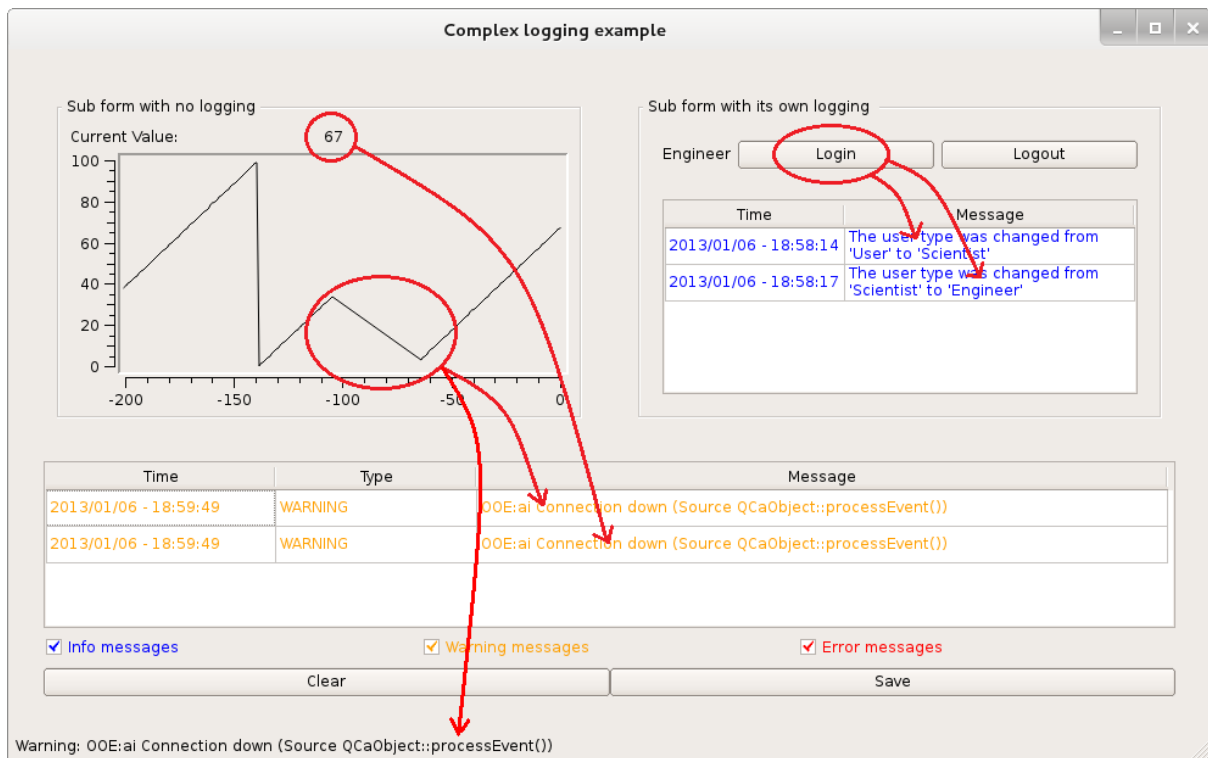 Complex logging example
Sub form with no logging
Current Value: 67
100
80
60
40
20
0
-200 -150 -100 -50 0
Sub form with its own logging
Engineer Login Logout
Time Message
2013/01/06 - 18:58:14 The user type was changed from
'User' to 'Scientist'
2013/01/06 - 18:58:17 The user type was changed from
'Scientist' to 'Engineer'
Time Type Message
2013/01/06 - 18:59:49 WARNING OOE:ai Connection down (Source QCaObject::processEvent())
2013/01/06 - 18:59:49 WARNING OOE:ai Connection down (Source QCaObject::processEvent())
Info messages Warning messages Error messages
Clear Save
Warning: OOE:ai Connection down (Source QCaObject::processEvent())